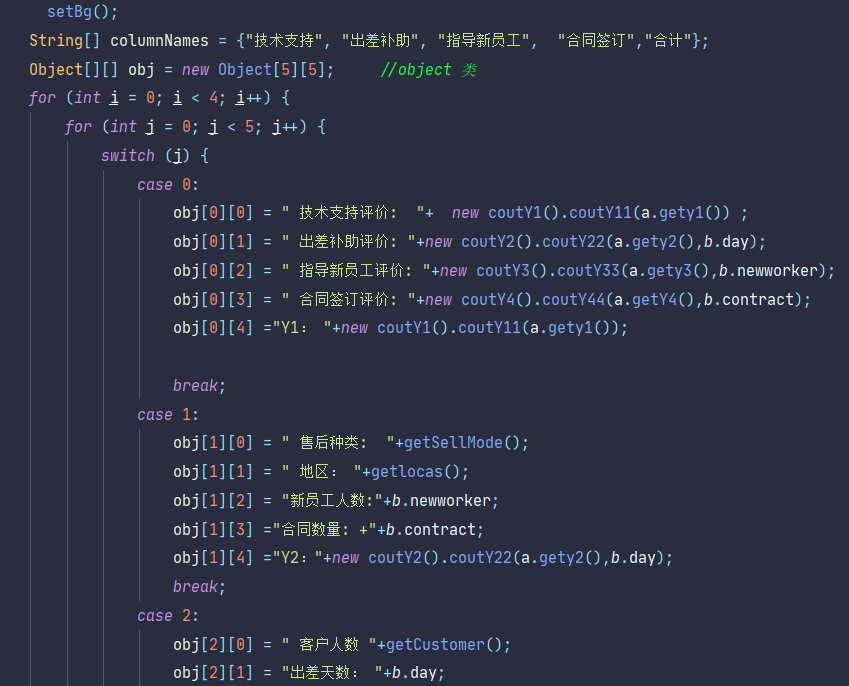 setBg();
String[] columnNames = {"技术支持", "出差补助", "指导新员工",  "合同签订","合计"};
Object[][] obj = new Object[5][5];     //object 类
for (int i = 0; i < 4; i++) {
for (int j = 0; j < 5; j++) {
switch (j) {
case 0:
obj[0][0] = " 技术支持评价:  "+  new coutY1().coutY11(a.gety1()) ;
obj[0][1] = " 出差补助评价: "+new coutY2().coutY22(a.gety2(),b.day);
obj[0][2] = " 指导新员工评价: "+new coutY3().coutY33(a.gety3(),b.newworker);
obj[0][3] = " 合同签订评价: "+new coutY4().coutY44(a.getY4(),b.contract);
obj[0][4] ="Y1: "+new coutY1().coutY11(a.gety1());
break;
case 1:
obj[1][0] = " 售后种类:  "+getSellMode();
obj[1][1] = " 地区: "+getlocas();
obj[1][2] = "新员工人数:"+b.newworker;
obj[1][3] ="合同数量: +"+b.contract;
obj[1][4] ="Y2："+new coutY2().coutY22(a.gety2(),b.day);
break;
case 2:
obj[2][0] = " 客户人数 "+getCustomer();
obj[2][1] = "出差天数: "+b.day;